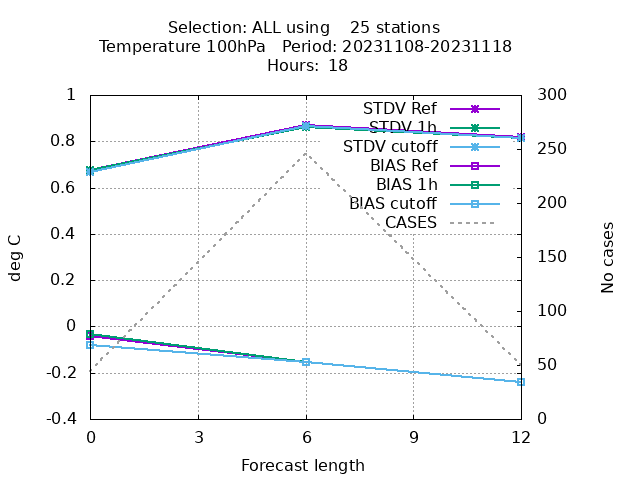 Selection: ALL using    25 stations
Temperature 100hPa   Period: 20231108-20231118
Hours: 18
1
0.8
0.6
0.4
0.2
0
-0.2
-0.4
deg C
STDV Ref
STDV 1h
STDV cutoff
BIAS Ref
BIAS 1h
BIAS cutoff
CASES
300
250
200
150
100
50
0
No cases
0 3 6 9 12
Forecast length